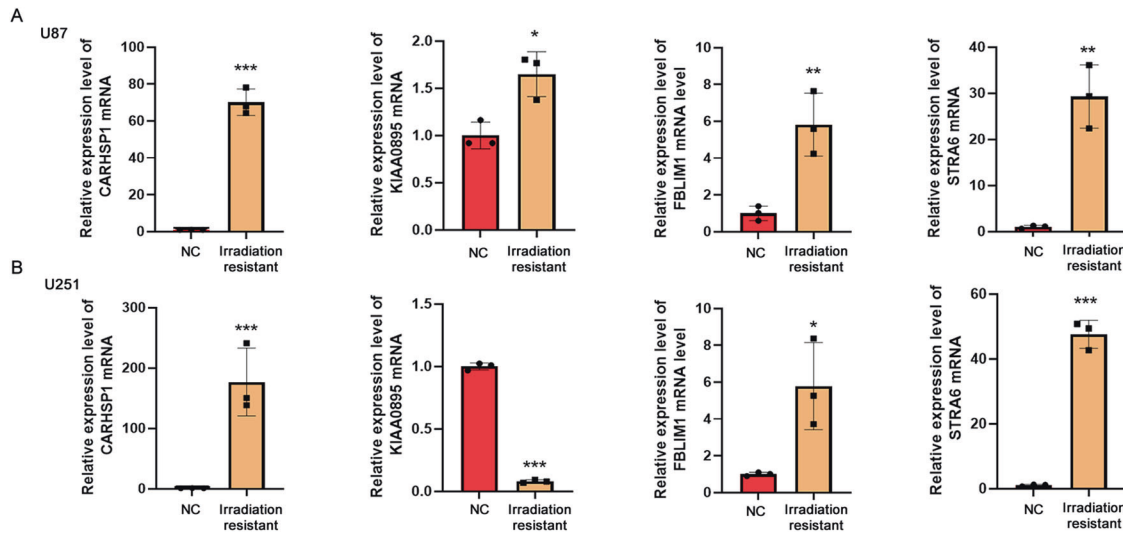 A
U87
Relative expression level of
CARHSP1 mRNA
100
80
60
40
20
0
***
NC
Irradiation
resistant
Relative expression level of
KIAA0895 mRNA
2.0
1.5
1.0
0.5
0.0
*
NC
Irradiation
resistant
Relative expression level of
FBLIM1 mRNA level
10
8
6
4
2
0
**
NC
Irradiation
resistant
Relative expression level of
STRA6 mRNA
40
30
20
10
0
**
NC
Irradiation
resistant
B
U251
Relative expression level of
CARHSP1 mRNA
300
200
100
0
***
NC
Irradiation
resistant
Relative expression level of
KIAA0895 mRNA
1.5
1.0
0.5
0.0
***
NC
Irradiation
resistant
Relative expression level of
FBLIM1 mRNA level
10
8
6
4
2
0
*
NC
Irradiation
resistant
Relative expression level of
STRA6 mRNA
60
40
20
0
***
NC
Irradiation
resistant